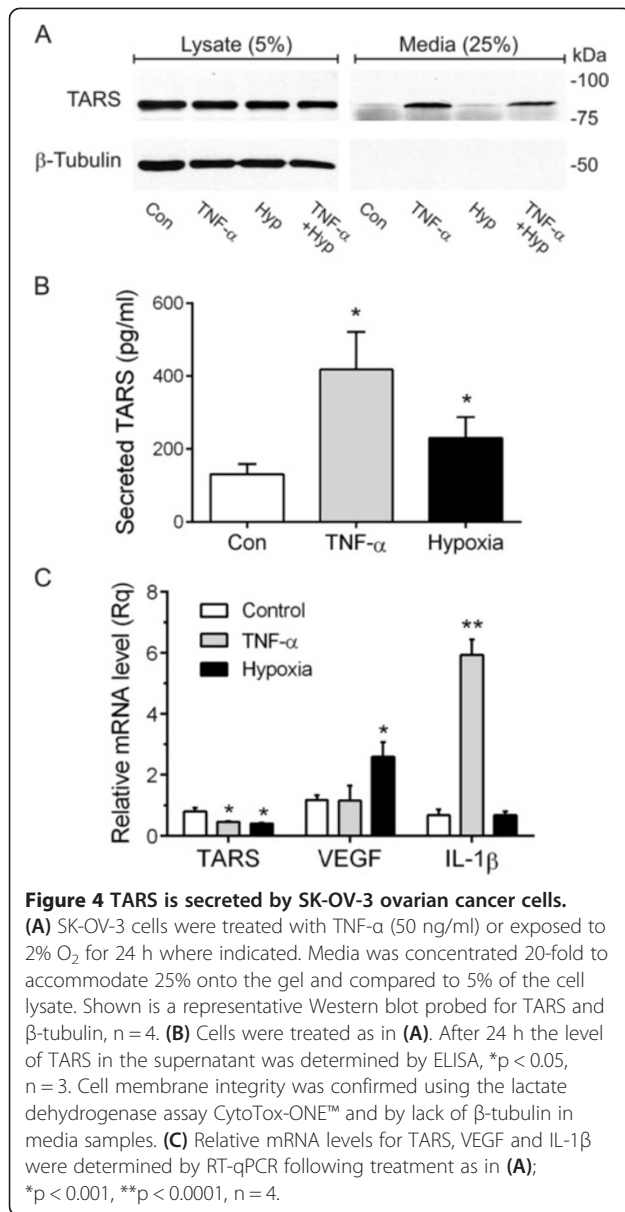 A
Lysate (5%) Media (25%) kDa
-100
TARS
-75
β-Tubulin -50
Con TNF-α Hyp TNF-α +Hyp Con TNF-α Hyp TNF-α +Hyp
B
Secreted TARS (pg/ml)
600
*
400
*
200
0
Con TNF-α Hypoxia
C
Relative mRNA level (Rq)
8
Control
**
TNF-α
6
Hypoxia
4
*
2
* *
0
TARS VEGF IL-1β
Figure 4 TARS is secreted by SK-OV-3 ovarian cancer cells.
(A) SK-OV-3 cells were treated with TNF-α (50 ng/ml) or exposed to
2% O₂ for 24 h where indicated. Media was concentrated 20-fold to
accommodate 25% onto the gel and compared to 5% of the cell
lysate. Shown is a representative Western blot probed for TARS and
β-tubulin, n = 4. (B) Cells were treated as in (A). After 24 h the level
of TARS in the supernatant was determined by ELISA, *p < 0.05,
n = 3. Cell membrane integrity was confirmed using the lactate
dehydrogenase assay CytoTox-ONE™ and by lack of β-tubulin in
media samples. (C) Relative mRNA levels for TARS, VEGF and IL-1β
were determined by RT-qPCR following treatment as in (A);
*p < 0.001, **p < 0.0001, n = 4.